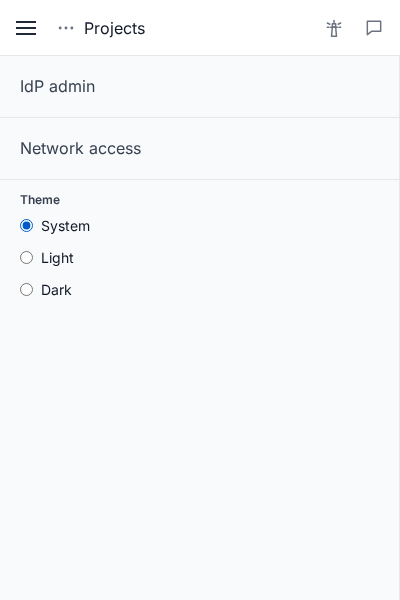 Projects
IdP admin
Network access
Theme
System
Light
Dark